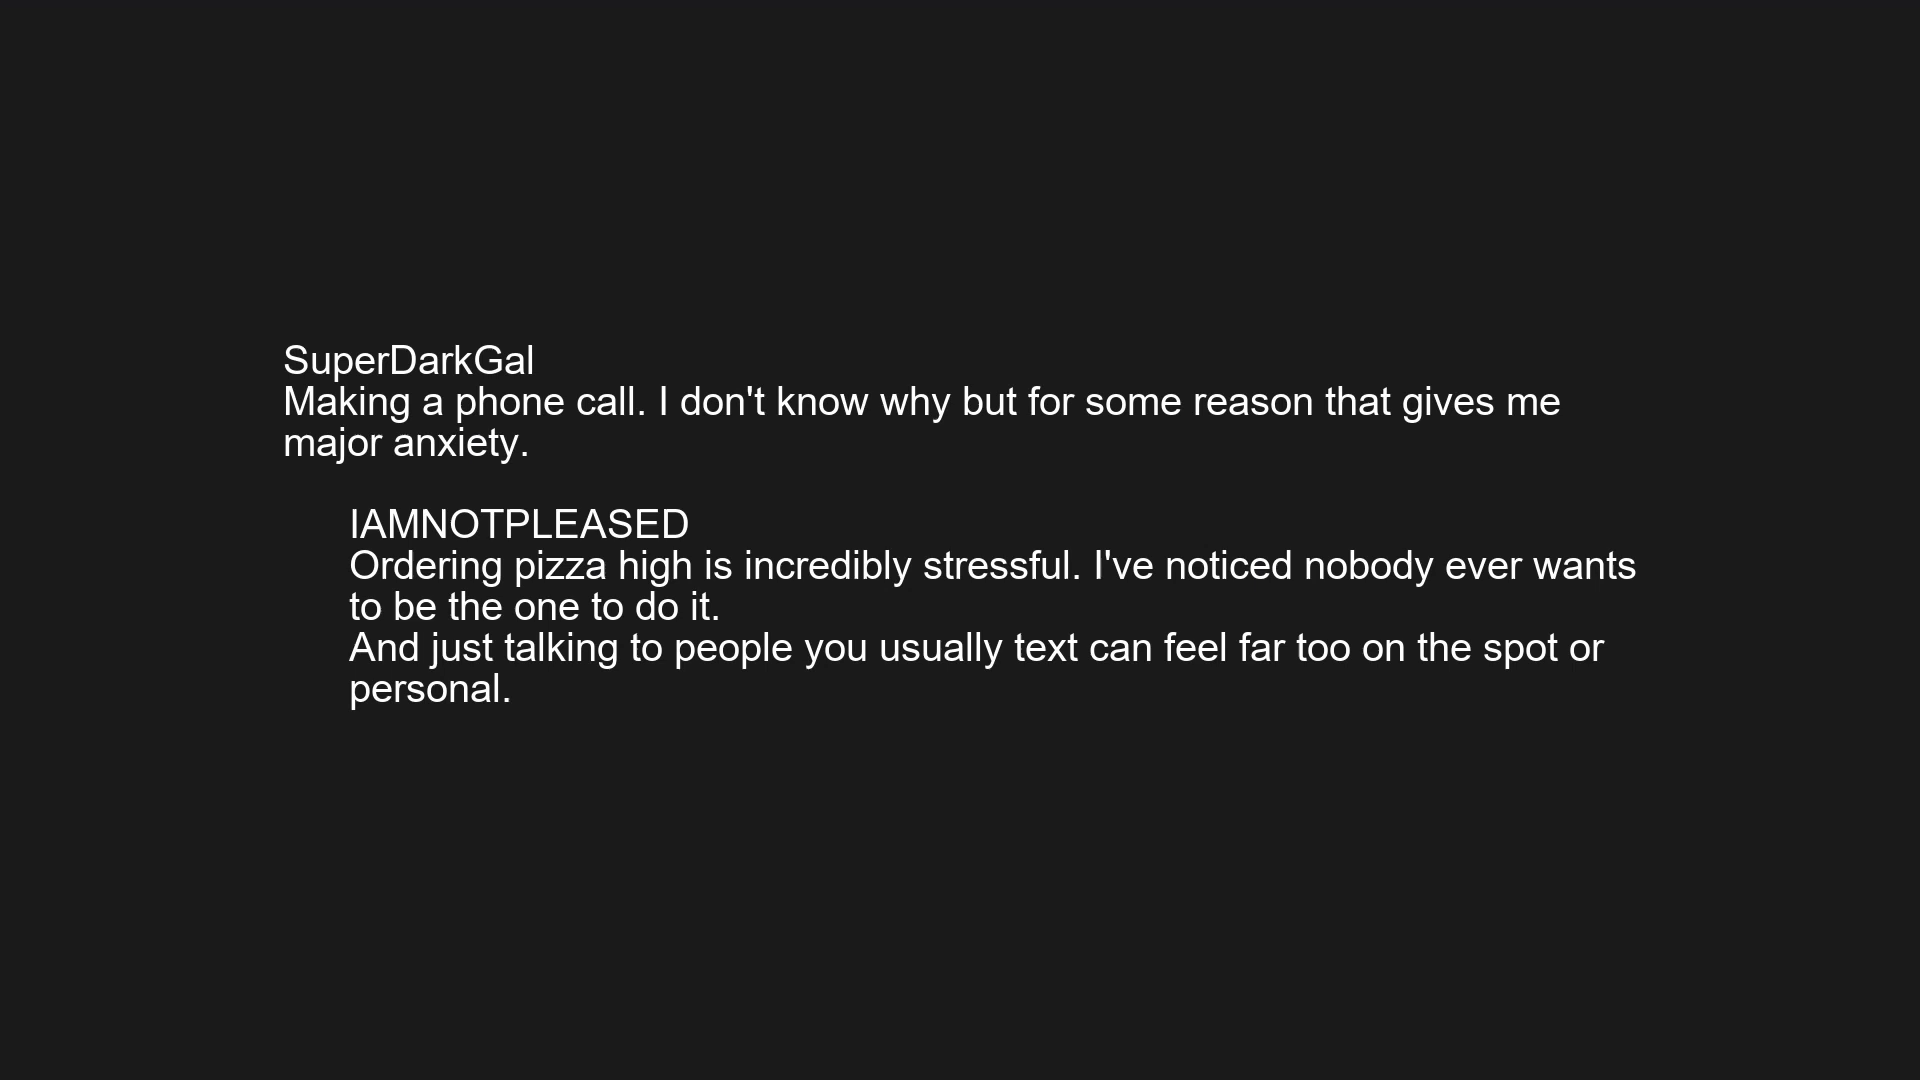 SuperDarkGal
Making a phone call. I don't know why but for some reason that gives me
major anxiety.
IAMNOTPLEASED
Ordering pizza high is incredibly stressful. I've noticed nobody ever wants
to be the one to do it.
And just talking to people you usually text can feel far too on the spot or
personal.